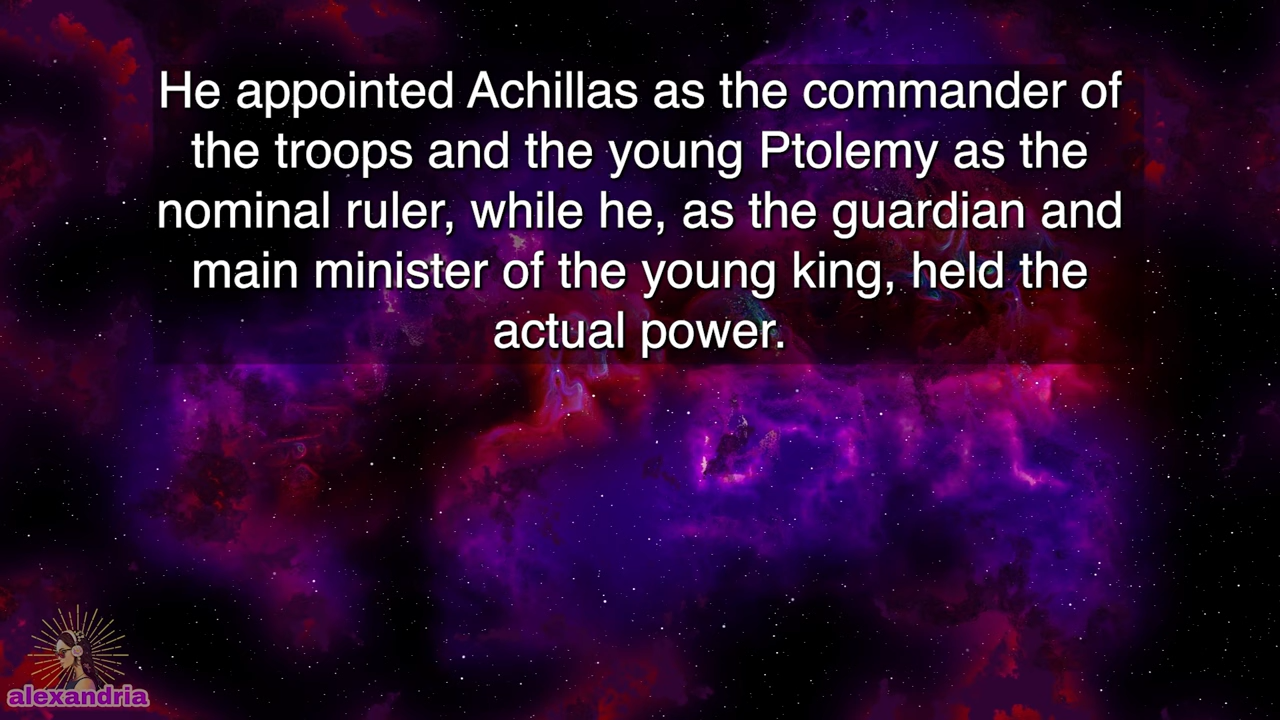 He appointed Achillas as the commander of
the troops and the young Ptolemy as the
nominal ruler, while he, as the guardian and
main minister of the young king, held the
actual power.
alexandria